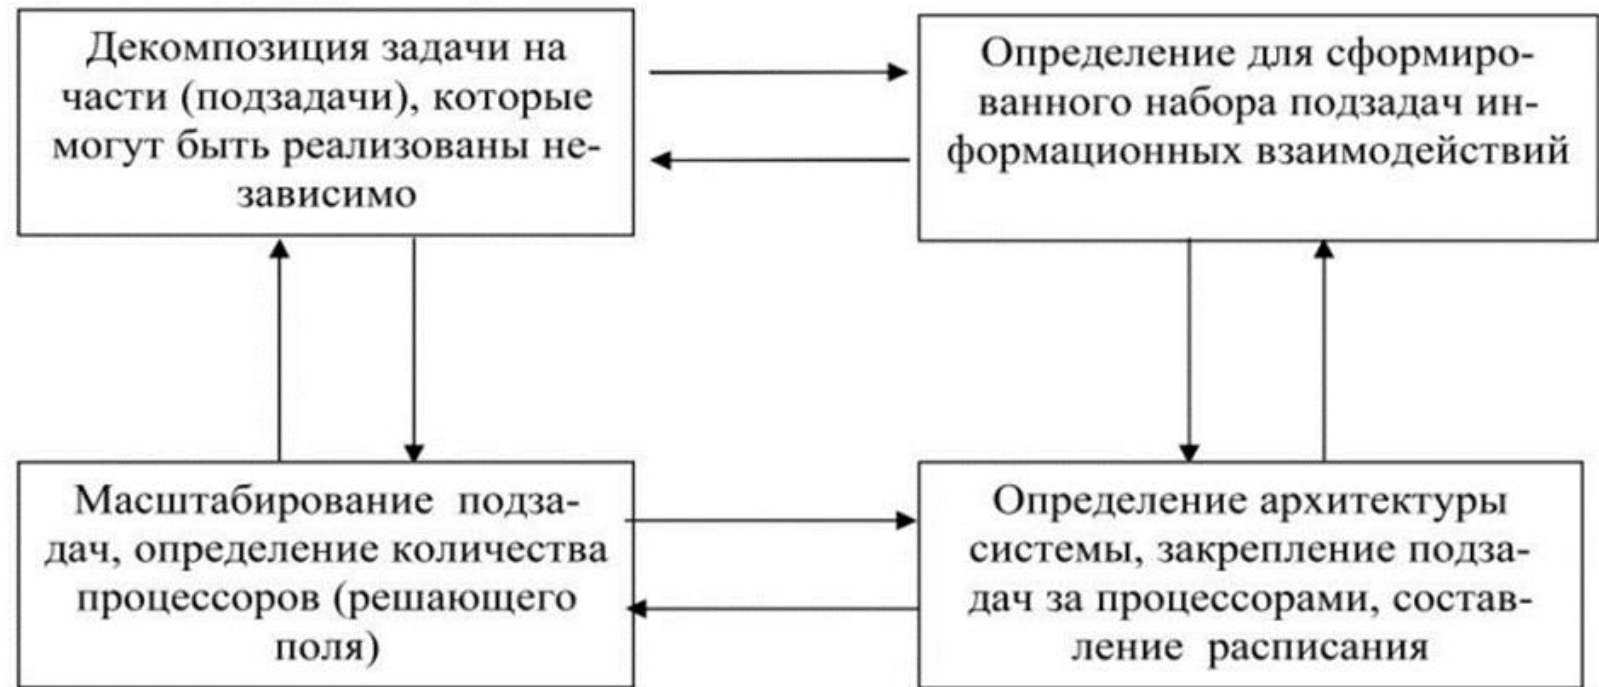 Декомпозиция задачи на
части (подзадачи), которые
могут быть реализованы не-
зависимо
Определение для сформиро-
ванного набора подзадач ин-
формационных взаимодействий
Масштабирование подза-
дач, определение количества
процессоров (решающего
поля)
Определение архитектуры
системы, закрепление подза-
дач за процессорами, состав-
ление расписания